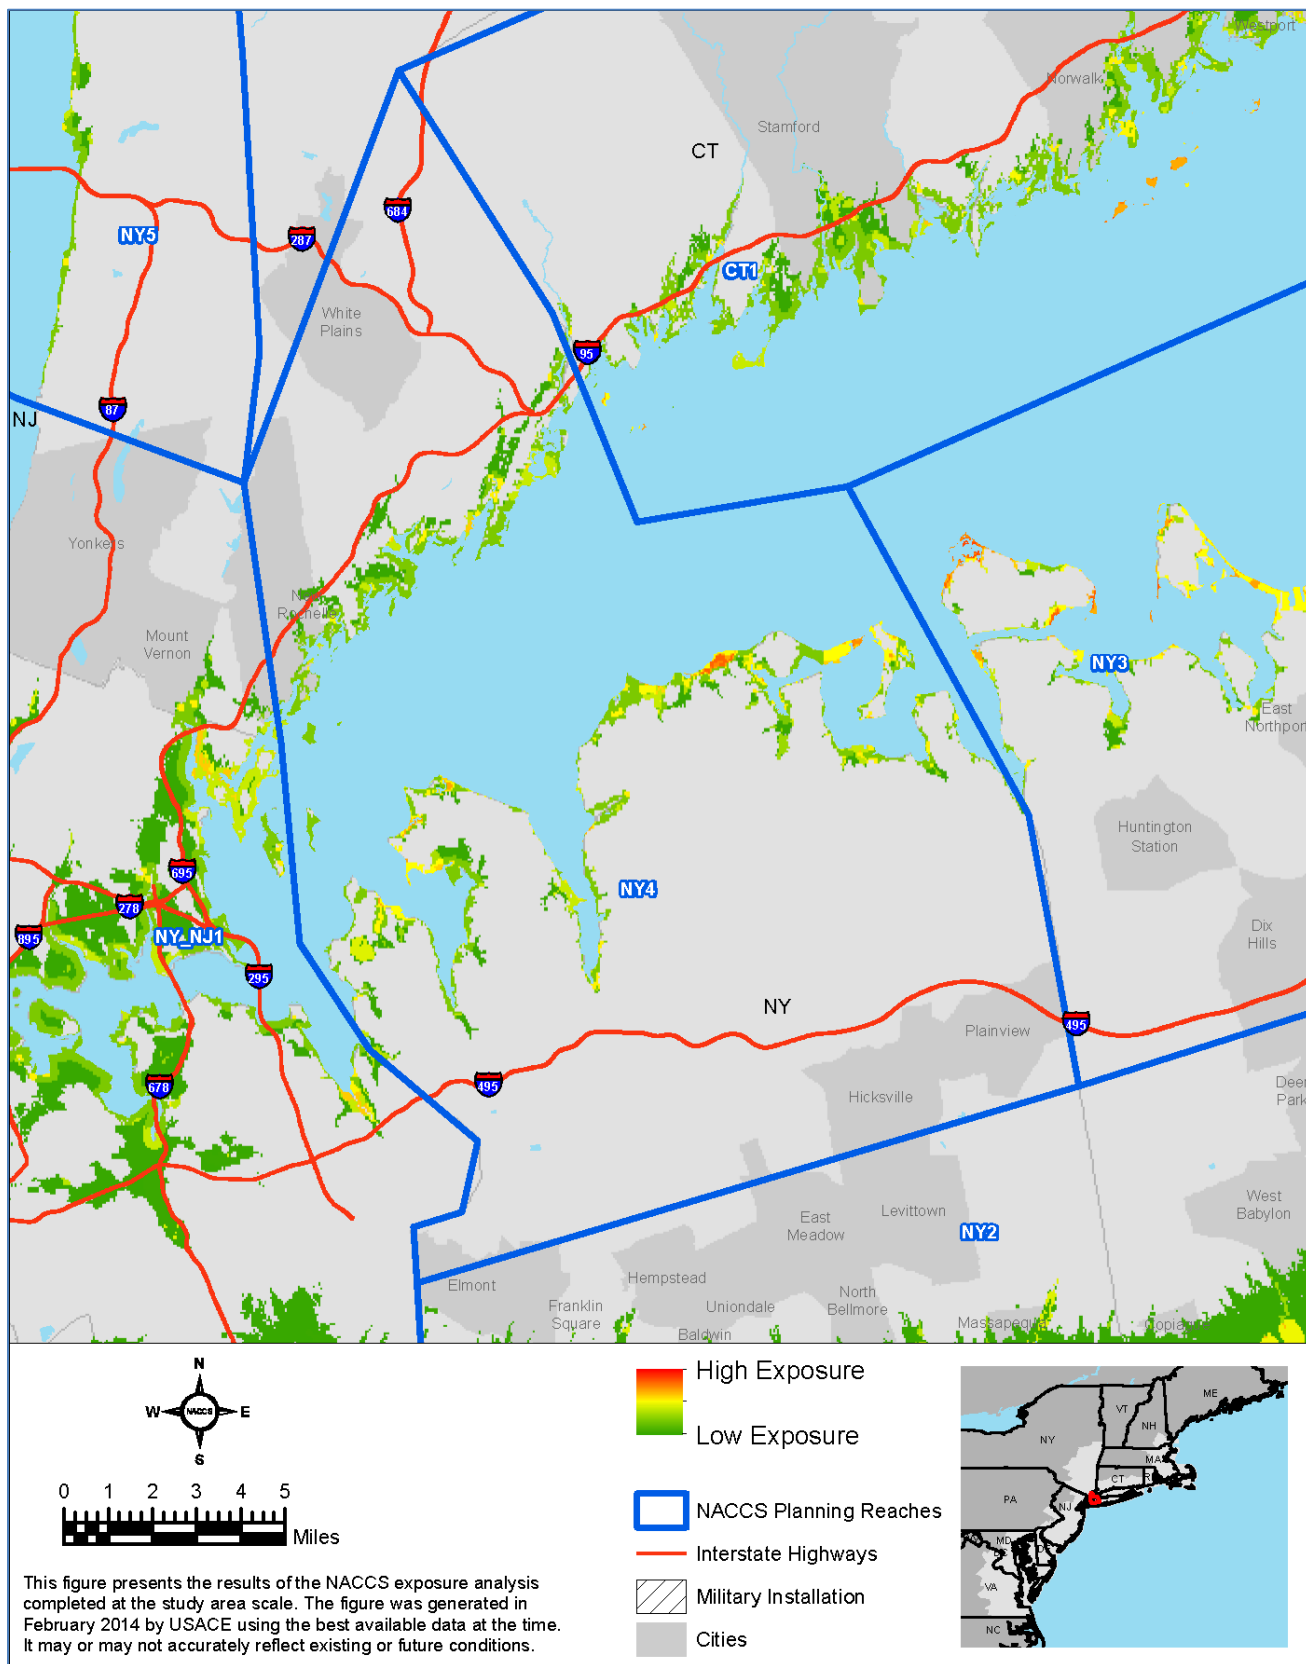 Westport
Norwalk
Stamford
CT
684
NY5
287
CT1
White
Plains
95
87
NJ
Yonkers
New
Rochelle
Mount
Vernon
NY3
East
Northport
Huntington
Station
695
NY4
278
895
NY_NJ1
Dix
Hills
295
NY
Plainview
495
678
495
Hicksville
Deer
Park
West
Babylon
East
Meadow
Levittown
NY2
Elmont
Hempstead
Franklin
Square
Uniondale
North
Bellmore
Baldwin
Massapequa
Copiag
N
W NACCS E
S
0 1 2 3 4 5
Miles
This figure presents the results of the NACCS exposure analysis
completed at the study area scale. The figure was generated in
February 2014 by USACE using the best available data at the time.
It may or may not accurately reflect existing or future conditions.
High Exposure
Low Exposure
NACCS Planning Reaches
Interstate Highways
Military Installation
Cities
ME
VT
NH
NY
MA
CT
RI
PA
NJ
MD
VA
NC